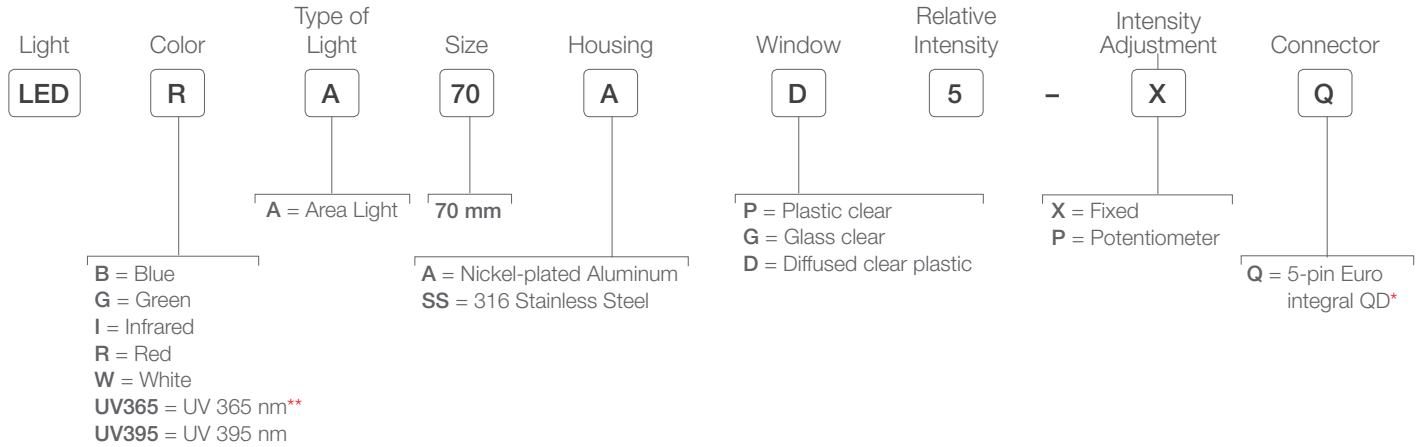 Light
Color
Type of
Light
Size
Housing
Window
Relative
Intensity
Intensity
Adjustment
Connector
LED
R
A
70
A
D
5
–
X
Q
B = Blue
G = Green
I = Infrared
R = Red
W = White
UV365 = UV 365 nm**
UV395 = UV 395 nm
A = Area Light
70 mm
A = Nickel-plated Aluminum
SS = 316 Stainless Steel
P = Plastic clear
G = Glass clear
D = Diffused clear plastic
X = Fixed
P = Potentiometer
Q = 5-pin Euro
integral QD*